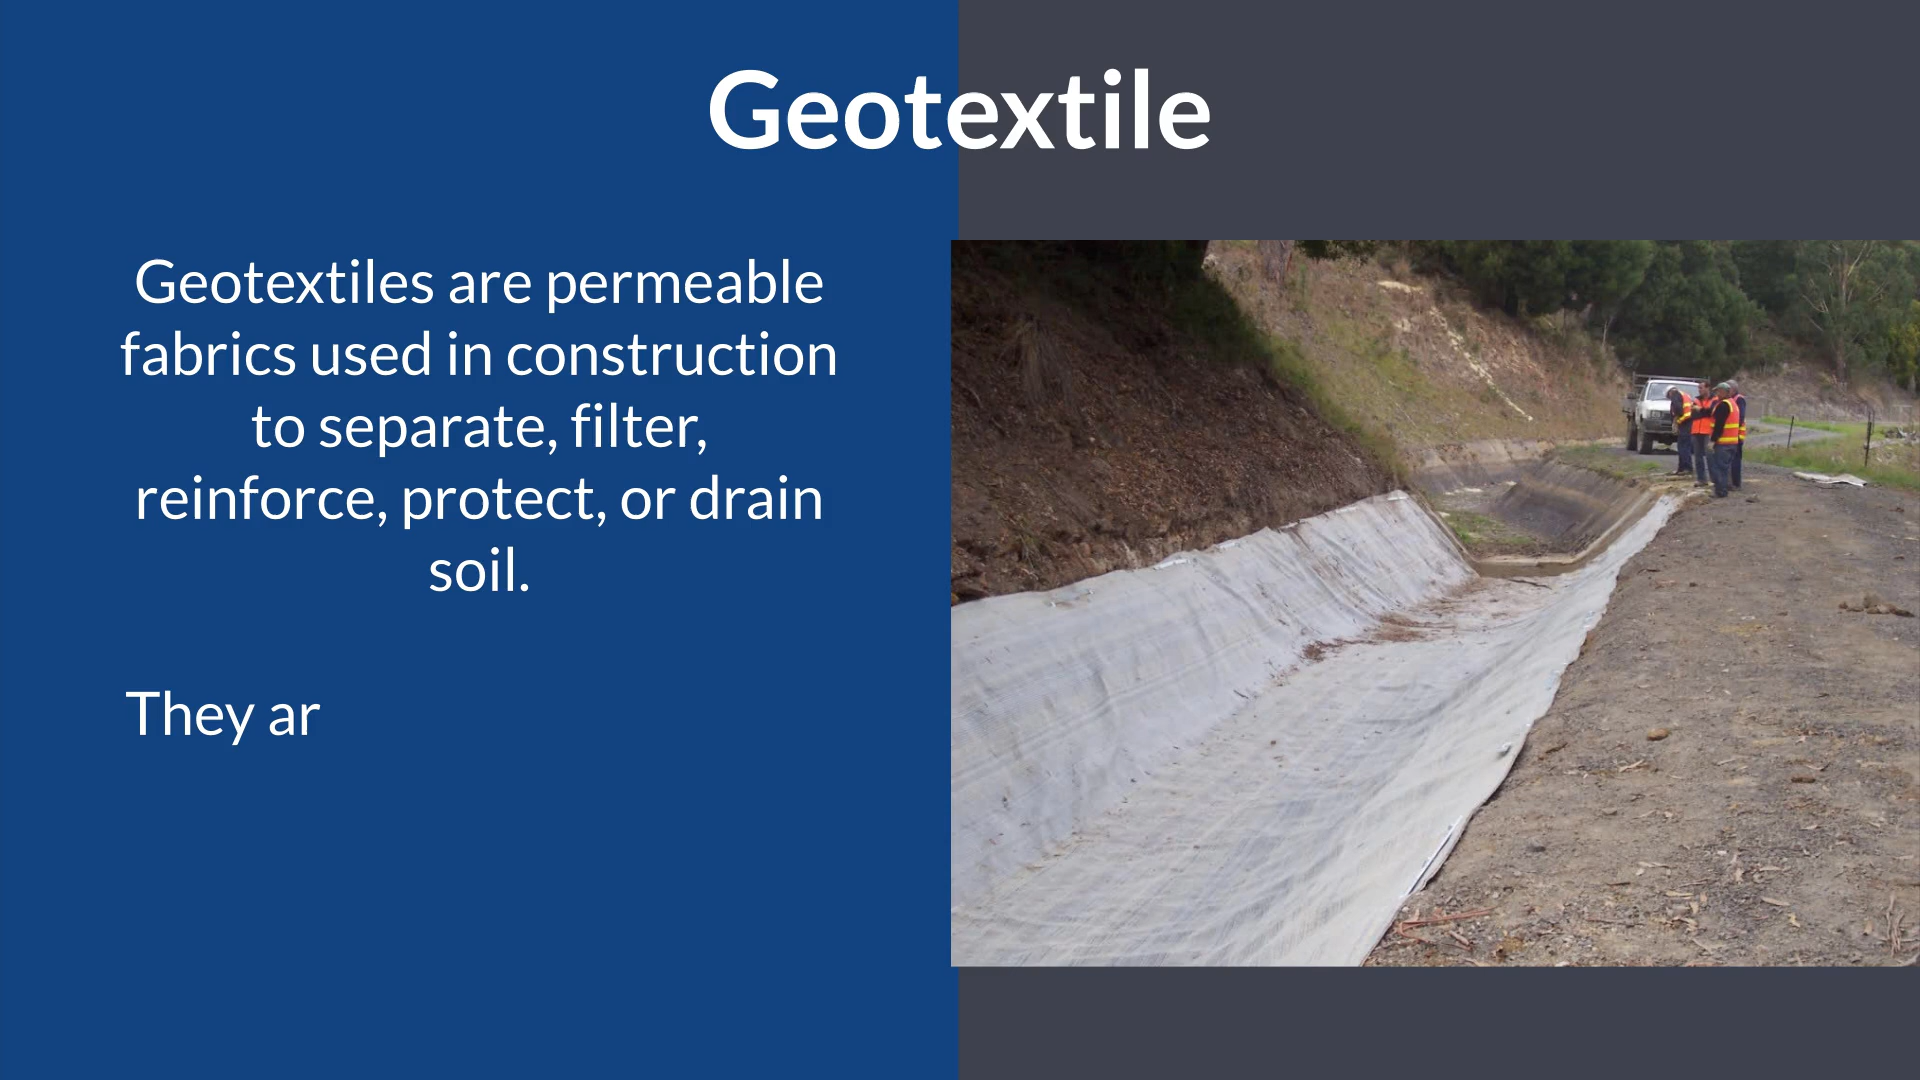 Geotextile
Geotextiles are permeable
fabrics used in construction
to separate, filter,
reinforce, protect, or drain
soil.
They ar